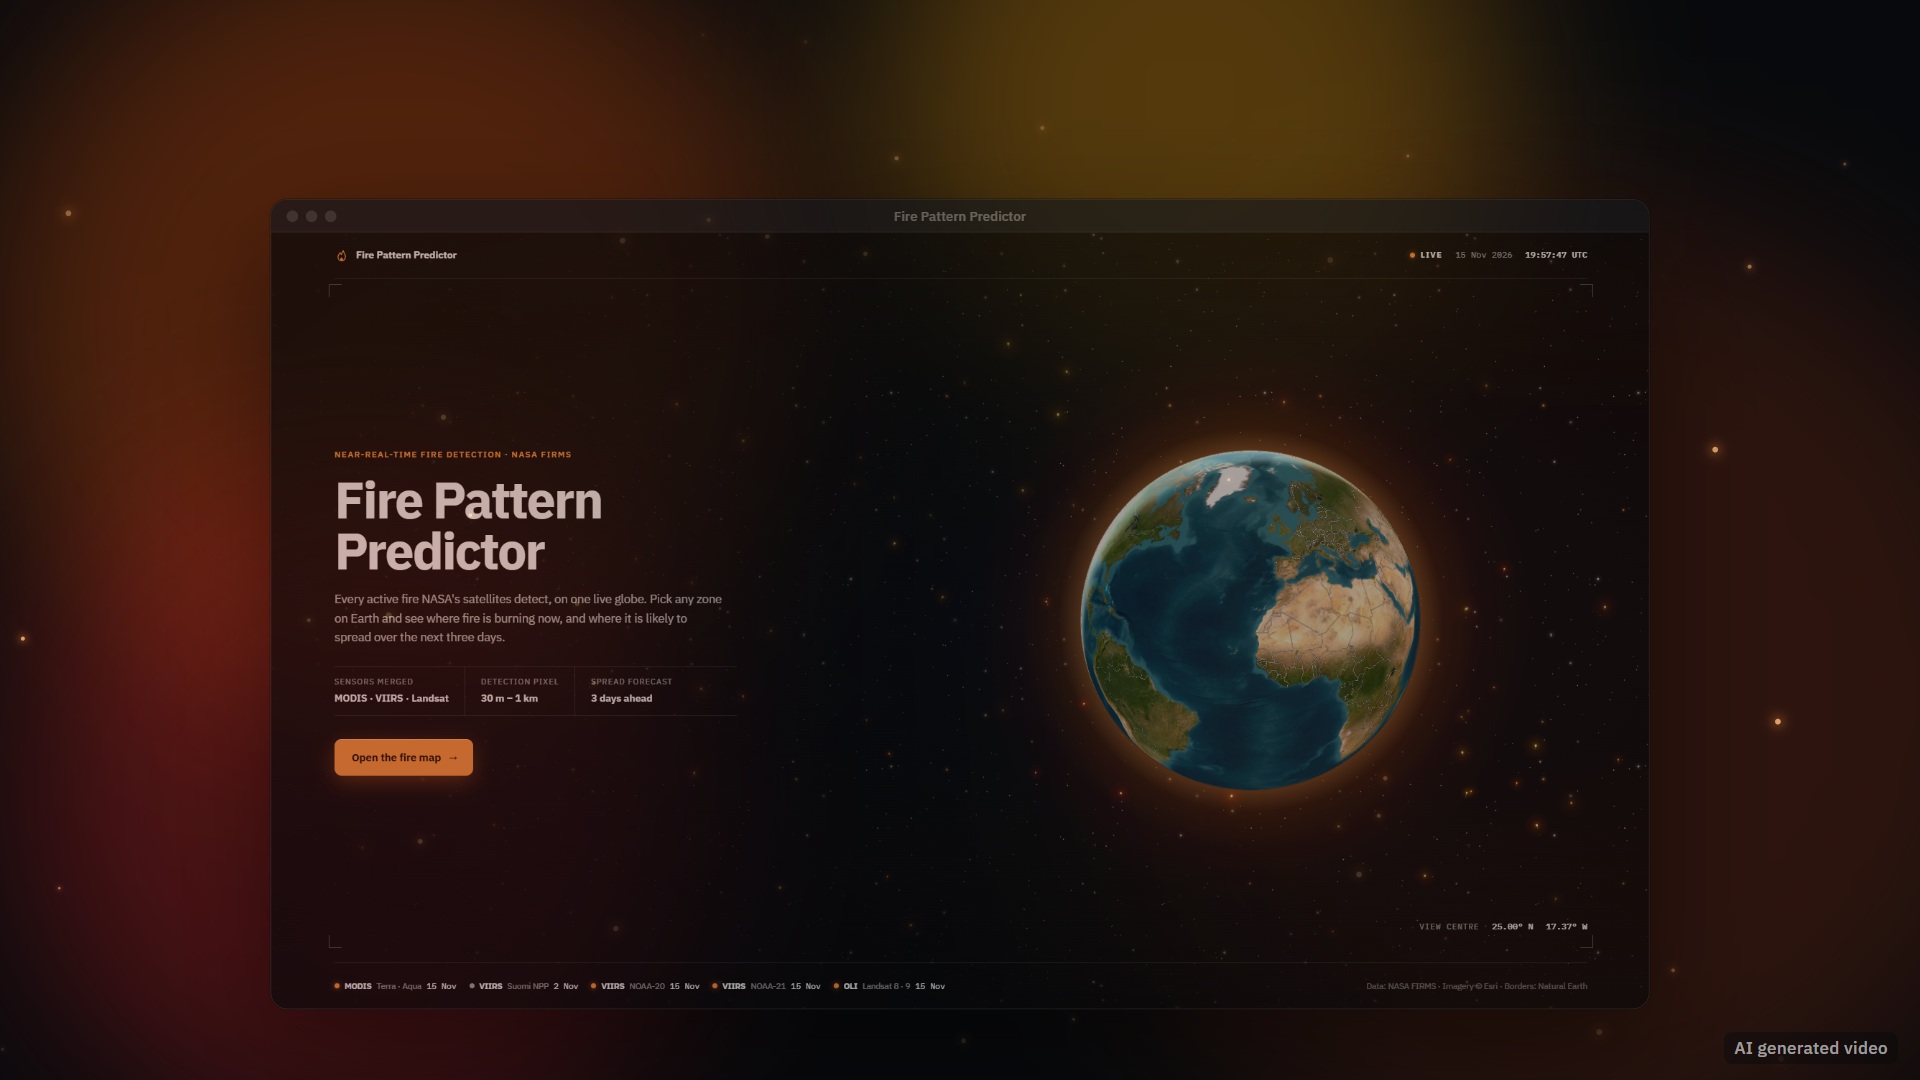 Fire Pattern Predictor
Fire Pattern Predictor
LIVE 15 Nov 2026 19:57:47 UTC
NEAR-REAL-TIME FIRE DETECTION · NASA FIRMS
Fire Pattern
Predictor
Every active fire NASA's satellites detect, on one live globe. Pick any zone
on Earth and see where fire is burning now, and where it is likely to
spread over the next three days.
SENSORS MERGED DETECTION PIXEL SPREAD FORECAST
MODIS · VIIRS · Landsat 30 m – 1 km 3 days ahead
Open the fire map →
VIEW CENTRE 25.00° N 17.37° W
MODIS Terra · Aqua 15 Nov VIIRS Suomi NPP 2 Nov VIIRS NOAA-20 15 Nov VIIRS NOAA-21 15 Nov OLI Landsat 8 · 9 15 Nov
Data: NASA FIRMS · Imagery © Esri · Borders: Natural Earth
AI generated video